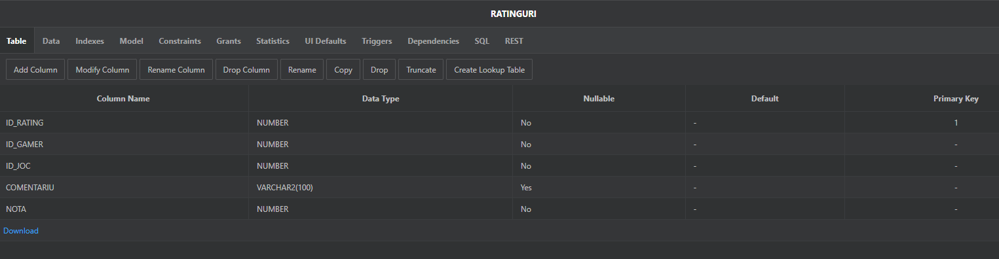 RATINGURI
Table Data Indexes Model Constraints Grants Statistics UI Defaults Triggers Dependencies SQL REST
Add Column Modify Column Rename Column Drop Column Rename Copy Drop Truncate Create Lookup Table
Column Name Data Type Nullable Default Primary Key
ID_RATING NUMBER No - 1
ID_GAMER NUMBER No - -
ID_JOC NUMBER No - -
COMENTARIU VARCHAR2(100) Yes - -
NOTA NUMBER No - -
Download